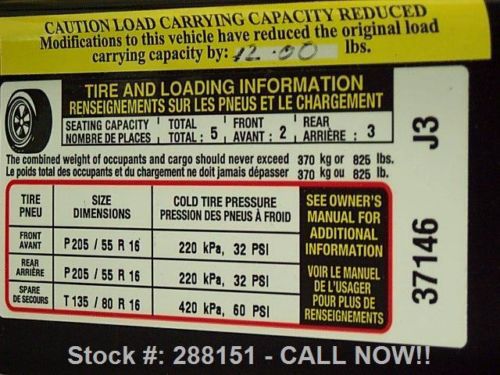 CAUTION LOAD CARRYING CAPACITY REDUCED
Modifications to this vehicle have reduced the original load
carrying capacity by: 12.00 lbs.
TIRE AND LOADING INFORMATION
RENSEIGNEMENTS SUR LES PNEUS ET LE CHARGEMENT
SEATING CAPACITY TOTAL FRONT REAR
NOMBRE DE PLACES TOTAL : 5 AVANT : 2 ARRIÈRE : 3
The combined weight of occupants and cargo should never exceed 370 kg or 825 lbs.
Le poids total des occupants et du chargement ne doit jamais dépasser 370 kg ou 825 lb.
TIRE SIZE COLD TIRE PRESSURE
PNEU DIMENSIONS PRESSION DES PNEUS À FROID
FRONT
AVANT P 205 / 55 R 16 220 kPa, 32 PSI
REAR
ARRIÈRE P 205 / 55 R 16 220 kPa, 32 PSI
SPARE
DE SECOURS T 135 / 80 R 16 420 kPa, 60 PSI
SEE OWNER'S
MANUAL FOR
ADDITIONAL
INFORMATION
VOIR LE MANUEL
DE L'USAGER
POUR PLUS DE
RENSEIGNEMENTS
37146 J3
Stock #: 288151 - CALL NOW!!